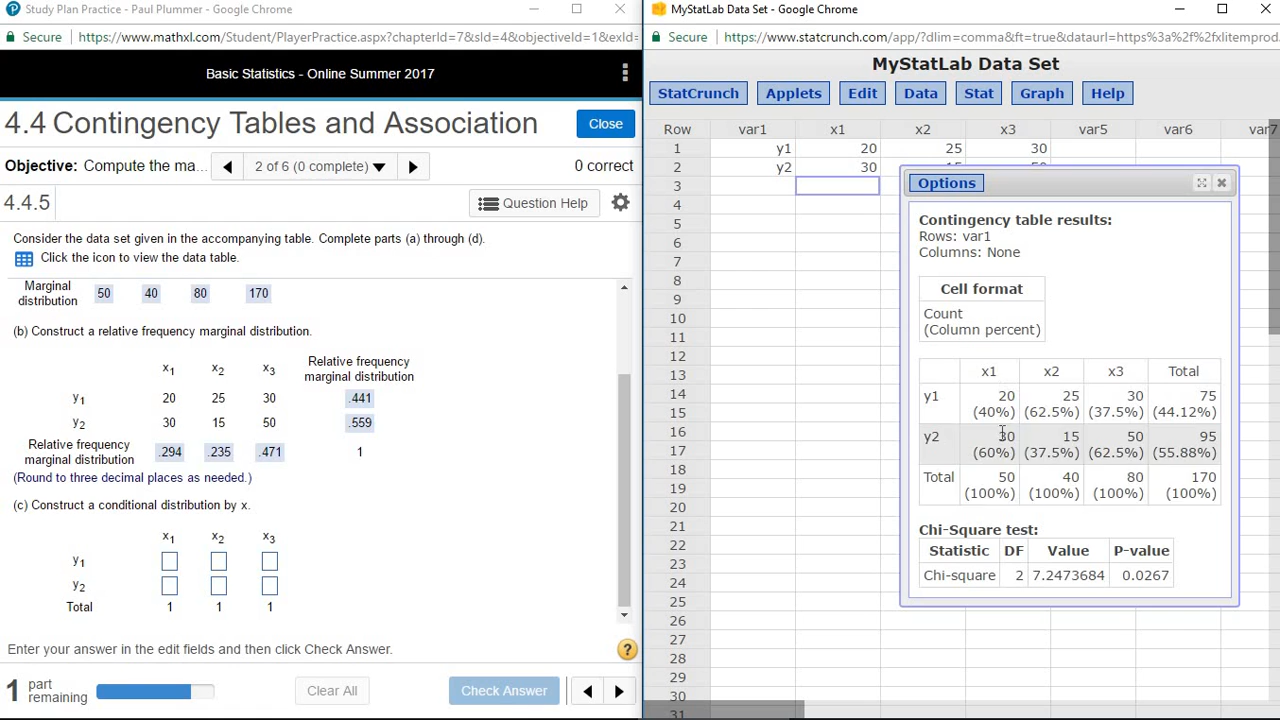 Study Plan Practice - Paul Plummer - Google Chrome
Secure https://www.mathxl.com/Student/PlayerPractice.aspx?chapterId=7&sId=4&objectiveId=1&exId=
Basic Statistics - Online Summer 2017
4.4 Contingency Tables and Association
Close
Objective: Compute the ma...
2 of 6 (0 complete)
0 correct
4.4.5
Question Help
Consider the data set given in the accompanying table. Complete parts (a) through (d).
Click the icon to view the data table.
Marginal
distribution 50 40 80 170
(b) Construct a relative frequency marginal distribution.
x1 x2 x3 Relative frequency
marginal distribution
y1 20 25 30 .441
y2 30 15 50 .559
Relative frequency
marginal distribution .294 .235 .471 1
(Round to three decimal places as needed.)
(c) Construct a conditional distribution by x.
x1 x2 x3
y1
y2
Total 1 1 1
Enter your answer in the edit fields and then click Check Answer.
?
1 part
remaining
Clear All
Check Answer
MyStatLab Data Set - Google Chrome
Secure https://www.statcrunch.com/app/?dlim=comma&ft=true&dataurl=https%3a%2f%2fxlitemprod.
MyStatLab Data Set
StatCrunch Applets Edit Data Stat Graph Help
Row var1 x1 x2 x3 var5 var6 var7
1 y1 20 25 30
2 y2 30 15 50
3
4
5
6
7
8
9
10
11
12
13
14
15
16
17
18
19
20
21
22
23
24
25
26
27
28
29
30
31
Options
Contingency table results:
Rows: var1
Columns: None
Cell format
Count
(Column percent)
x1 x2 x3 Total
y1 20 25 30 75
(40%) (62.5%) (37.5%) (44.12%)
y2 30 15 50 95
(60%) (37.5%) (62.5%) (55.88%)
Total 50 40 80 170
(100%) (100%) (100%) (100%)
Chi-Square test:
Statistic DF Value P-value
Chi-square 2 7.2473684 0.0267